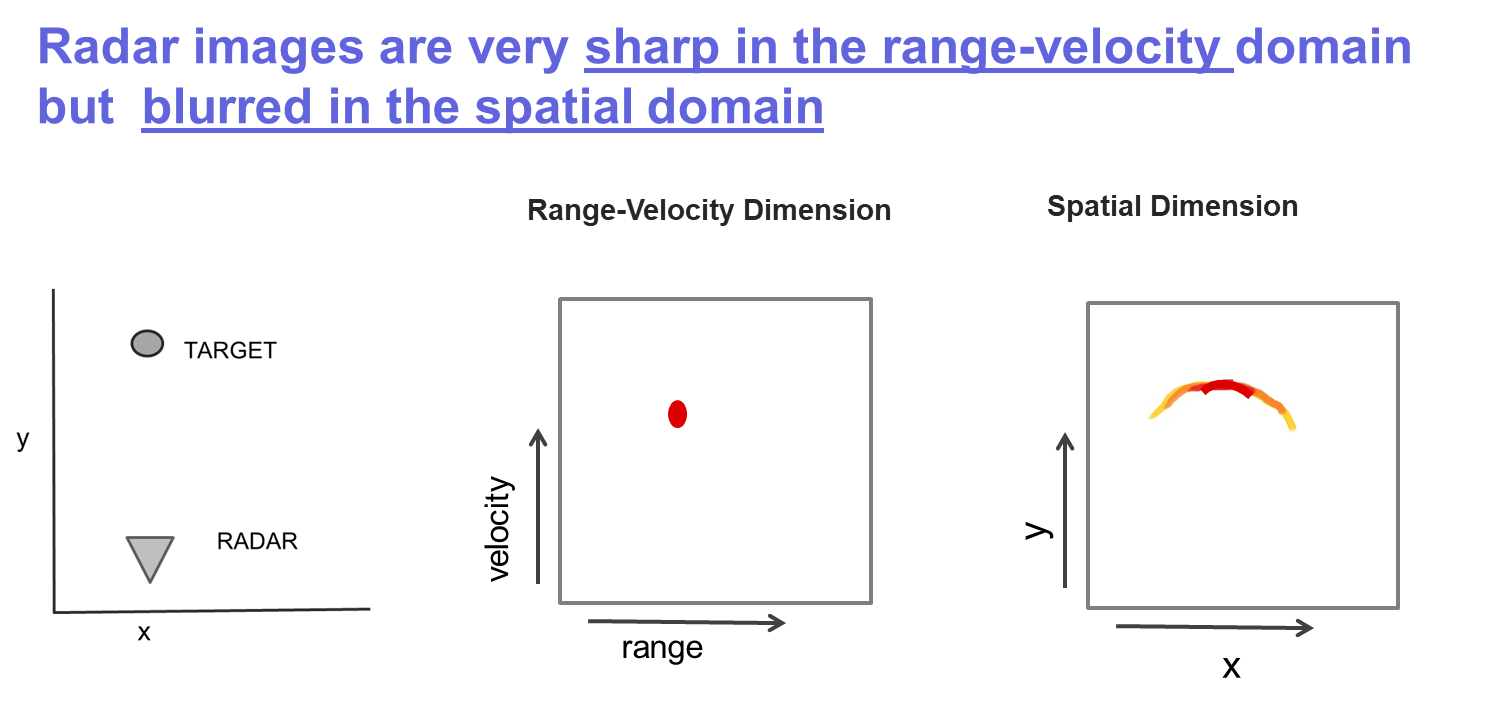 Radar images are very sharp in the range-velocity domain
but blurred in the spatial domain
Range-Velocity Dimension
Spatial Dimension
TARGET
y
RADAR
x
velocity
range
y
x